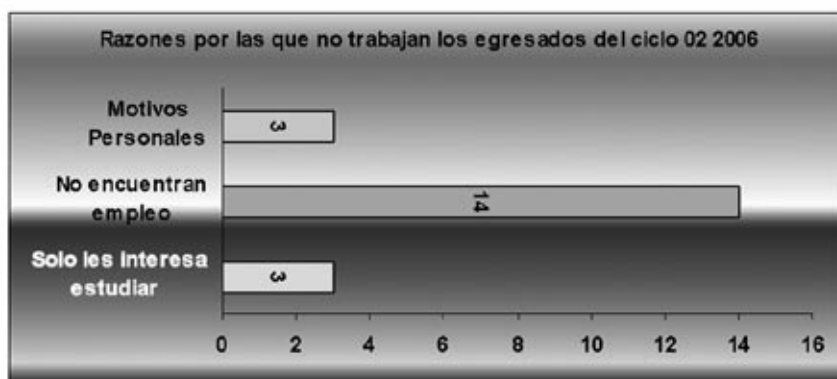 Razones por las que no trabajan los egresados del ciclo 02 2006
Motivos
Personales
3
No encuentran
empleo
14
Solo les interesa
estudiar
3
0 2 4 6 8 10 12 14 16